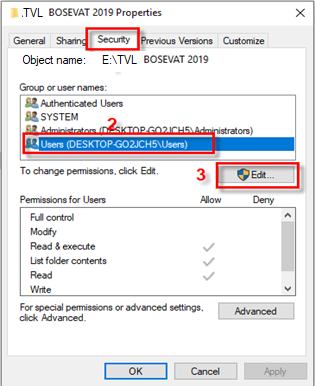 .TVL BOSEVAT 2019 Properties
General Sharing Security Previous Versions Customize
Object name: E:\TVL BOSEVAT 2019
Group or user names:
Authenticated Users
SYSTEM
2
Administrators (DESKTOP-GO2JCH5\Administrators)
Users (DESKTOP-GO2JCH5\Users)
To change permissions, click Edit.
3
Edit...
Permissions for Users Allow Deny
Full control
Modify
Read & execute
List folder contents
Read
Write
For special permissions or advanced settings,
click Advanced.
Advanced
OK Cancel Apply